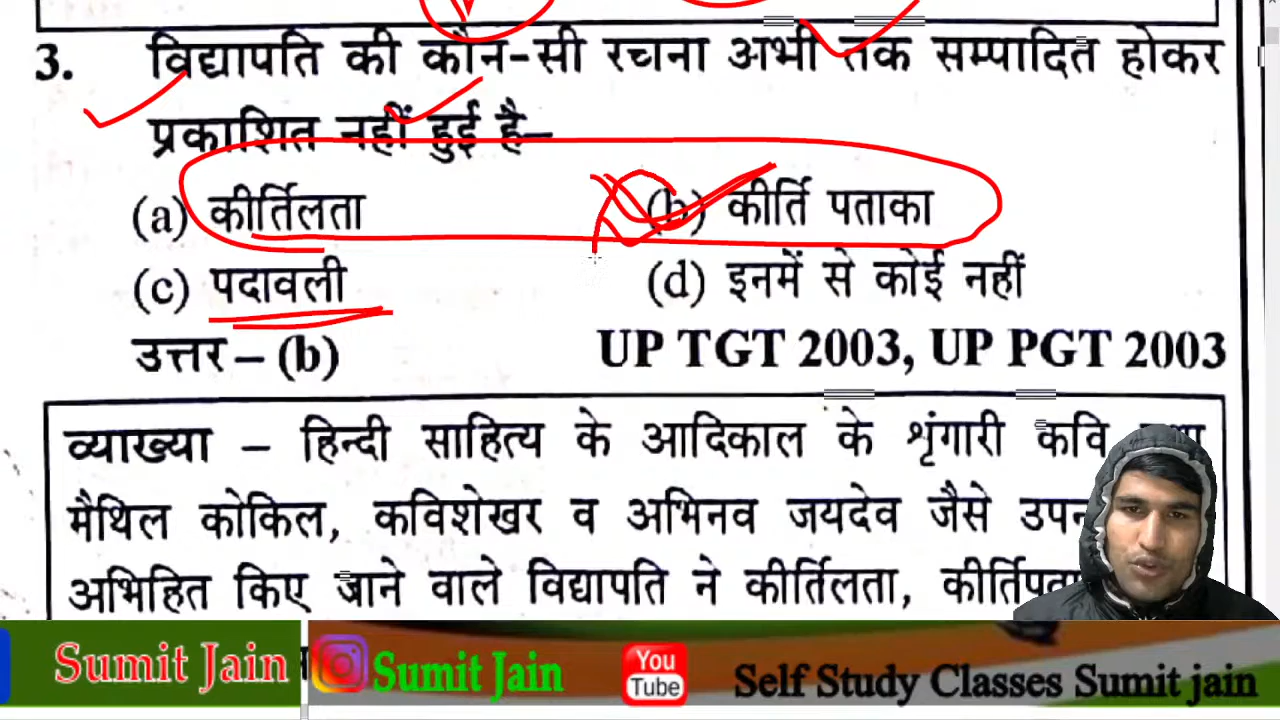 3. विद्यापति की कौन-सी रचना अभी तक सम्पादित होकर
प्रकाशित नहीं हुई है–
(a) कीर्तिलता (b) कीर्ति पताका
(c) पदावली (d) इनमें से कोई नहीं
उत्तर – (b) UP TGT 2003, UP PGT 2003
व्याख्या – हिन्दी साहित्य के आदिकाल के शृंगारी कवि
मैथिल कोकिल, कविशेखर व अभिनव जयदेव जैसे
अभिहित किए जाने वाले विद्यापति ने कीर्तिलता,
Sumit Jain Sumit Jain You Tube Self Study Classes Sumit jain